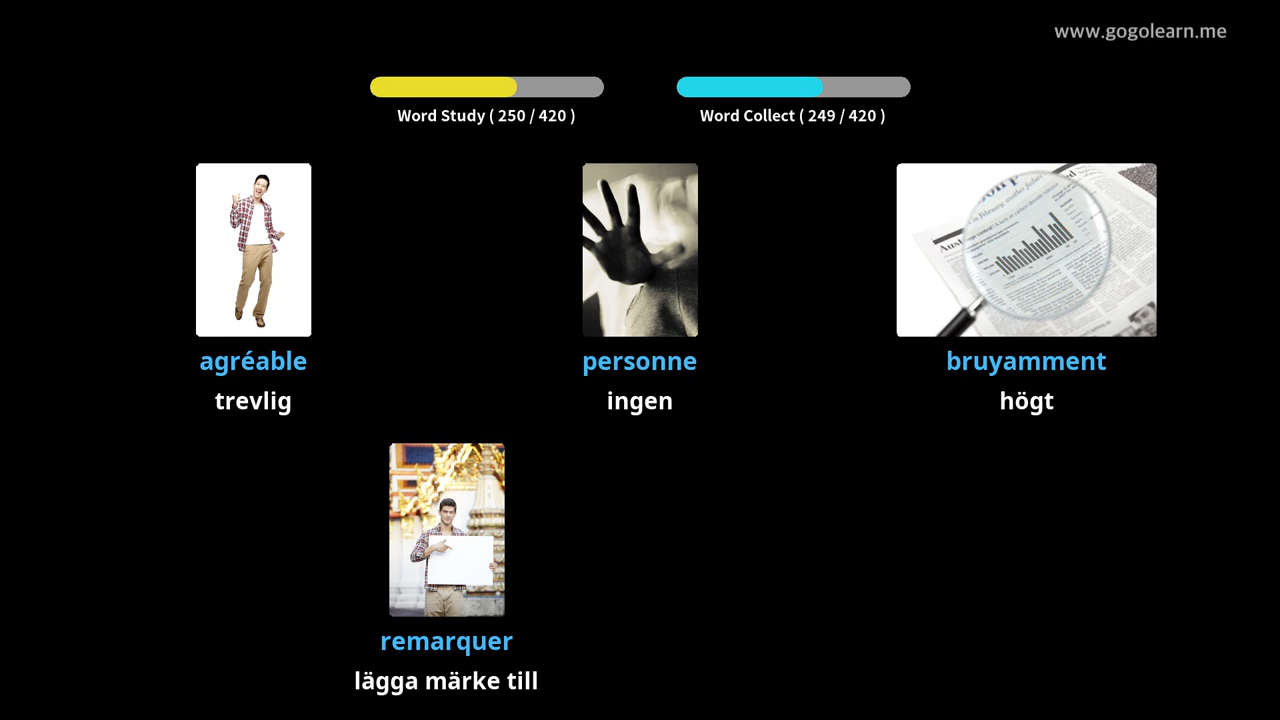 www.gogolearn.me
Word Study ( 250 / 420 )
Word Collect ( 249 / 420 )
agréable
personne
bruyamment
trevlig
ingen
högt
remarquer
lägga märke till